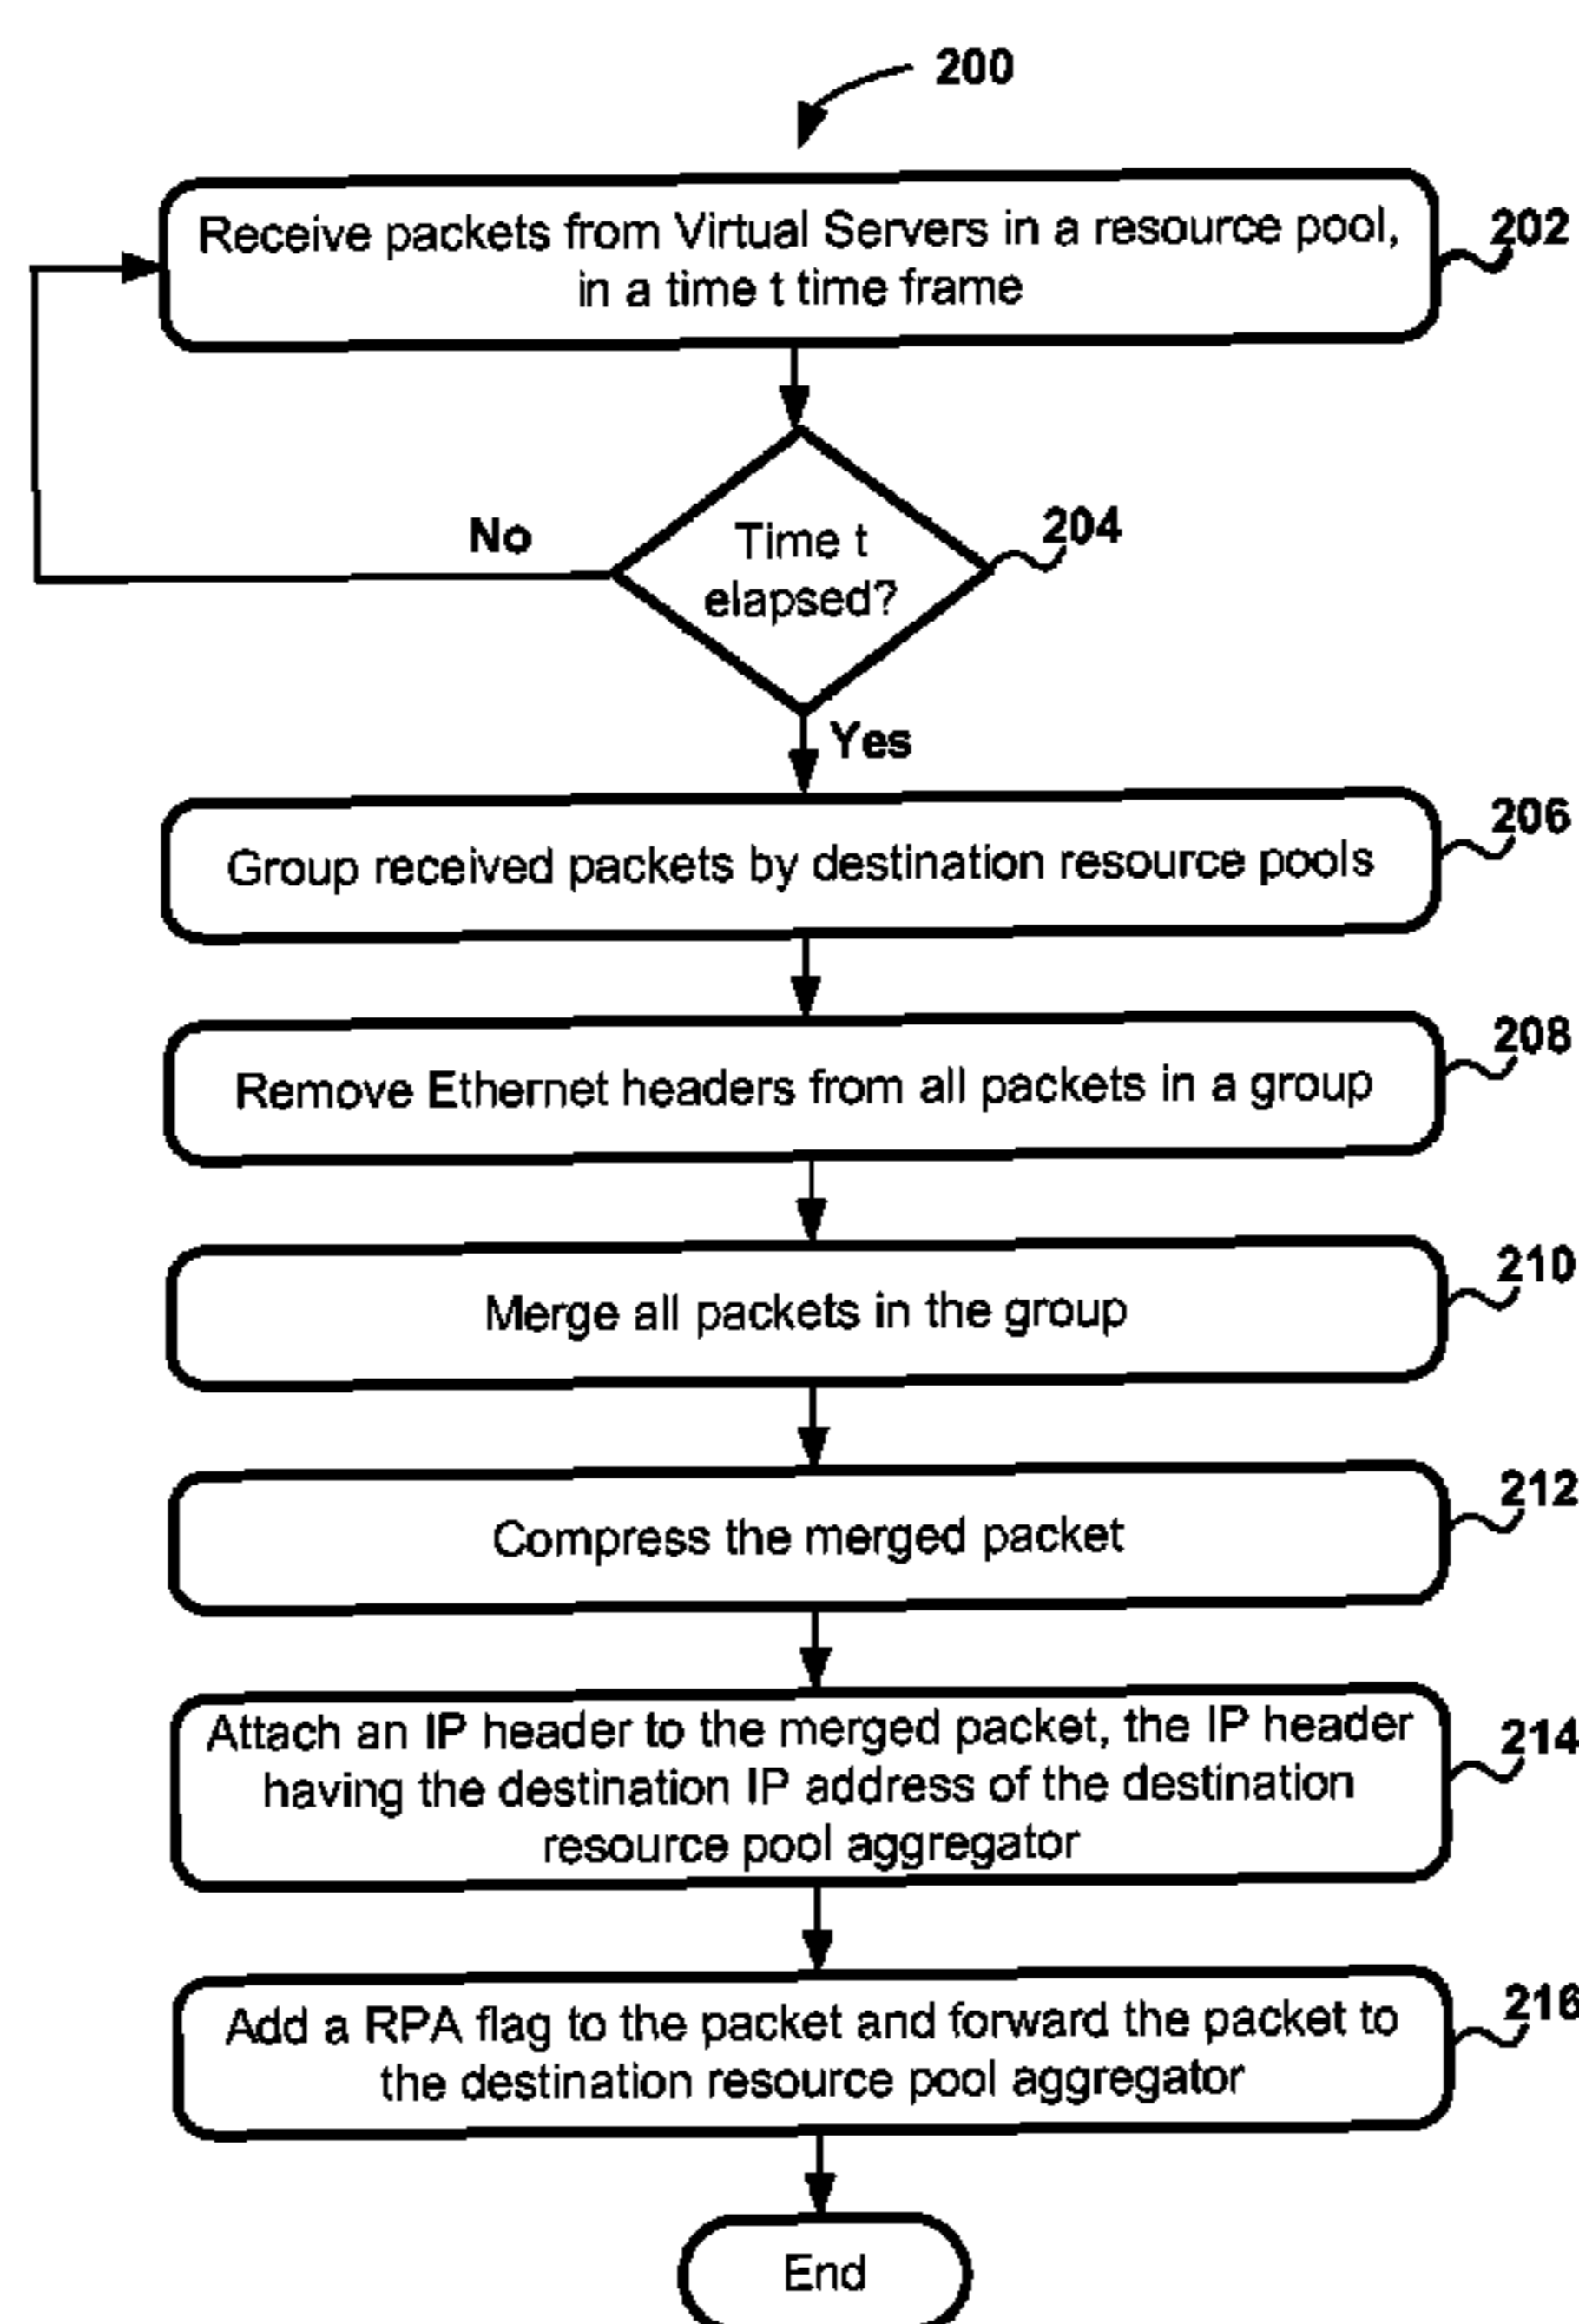 200
Receive packets from Virtual Servers in a resource pool,
in a time t time frame
202
Time t
elapsed?
204
No
Yes
Group received packets by destination resource pools
206
Remove Ethernet headers from all packets in a group
208
Merge all packets in the group
210
Compress the merged packet
212
Attach an IP header to the merged packet, the IP header
having the destination IP address of the destination
resource pool aggregator
214
Add a RPA flag to the packet and forward the packet to
the destination resource pool aggregator
216
End